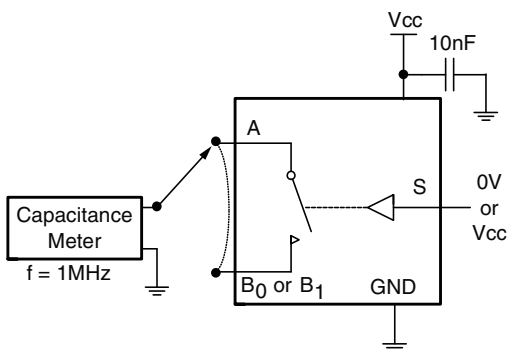 Vcc
10nF
A
S
0V
or
Vcc
Capacitance
Meter
f = 1MHz
B0 or B1
GND